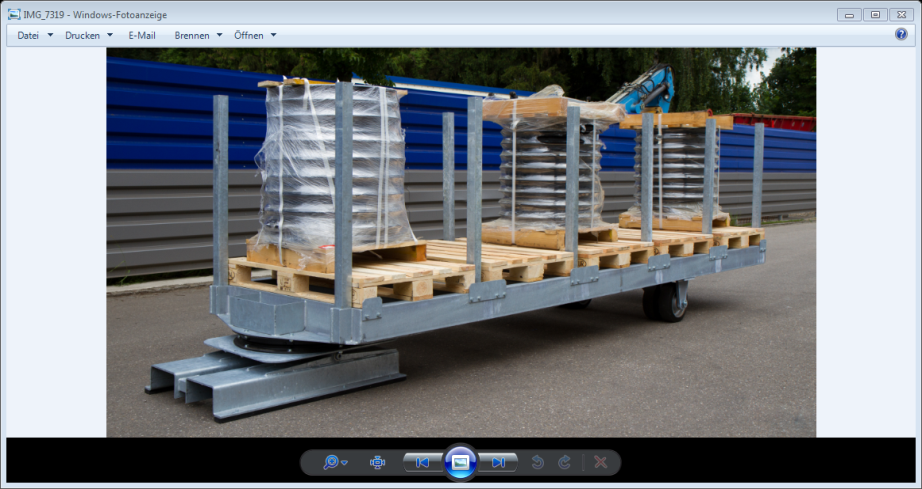 IMG_7319 - Windows-Fotoanzeige
Datei Drucken E-Mail Brennen Öffnen